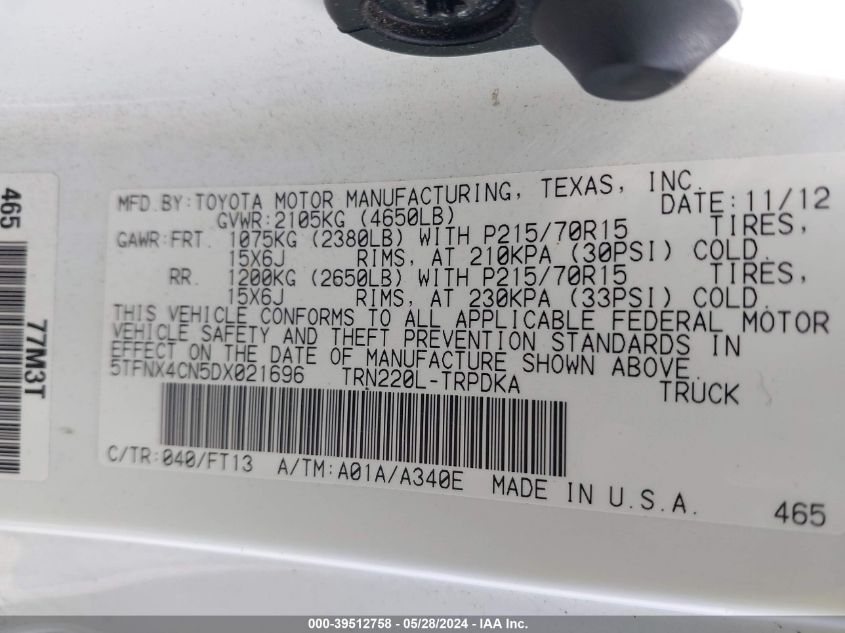 MFD.BY:TOYOTA MOTOR MANUFACTURING, TEXAS, INC.
GVWR:2105KG (4650LB) DATE:11/12
GAWR:FRT. 1075KG (2380LB) WITH P215/70R15 TIRES,
15X6J RIMS, AT 210KPA (30PSI) COLD.
RR. 1200KG (2650LB) WITH P215/70R15 TIRES,
15X6J RIMS, AT 230KPA (33PSI) COLD.
THIS VEHICLE CONFORMS TO ALL APPLICABLE FEDERAL MOTOR
VEHICLE SAFETY AND THEFT PREVENTION STANDARDS IN
EFFECT ON THE DATE OF MANUFACTURE SHOWN ABOVE.
5TFNX4CN5DX021696 TRN220L-TRPDKA TRUCK
C/TR:040/FT13 A/TM:A01A/A340E MADE IN U.S.A.
465
465
77M3T
000-39512758 - 05/28/2024 - IAA Inc.